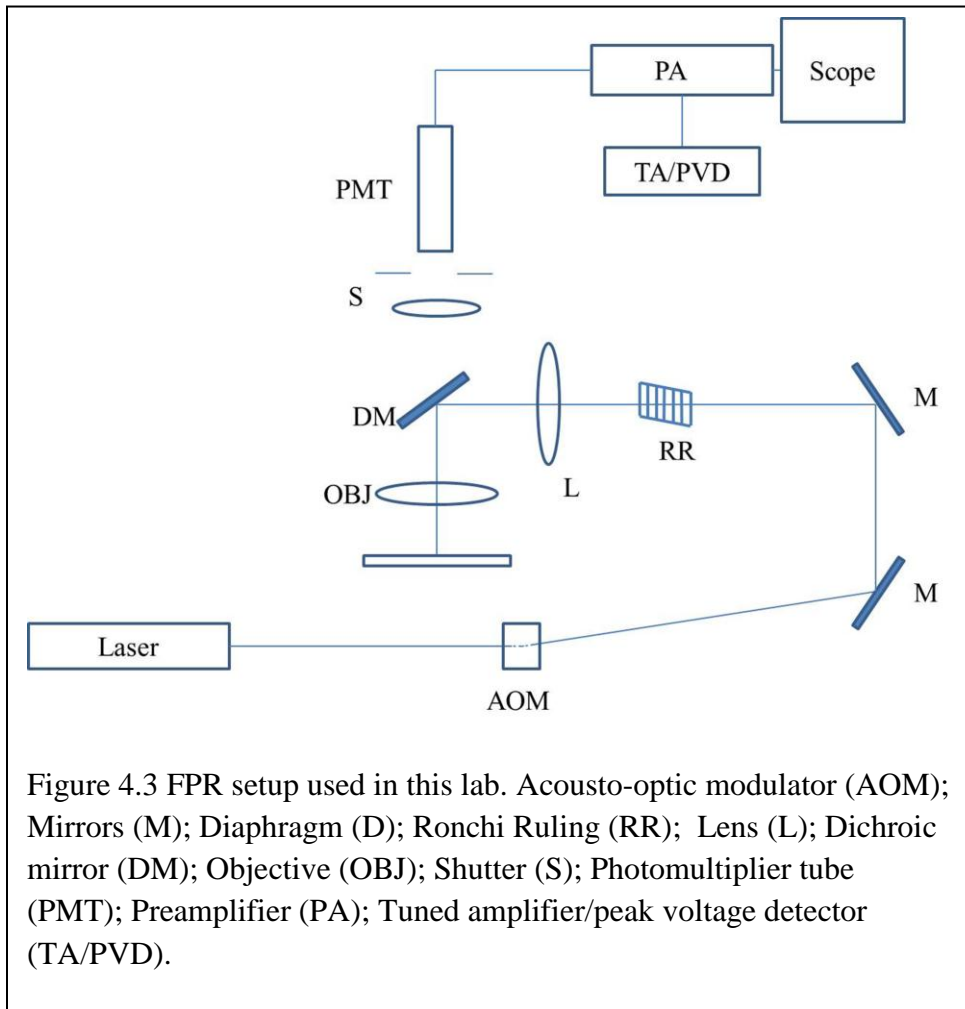 PA
Scope
TA/PVD
PMT
S
DM
L
RR
M
OBJ
M
Laser
AOM
Figure 4.3 FPR setup used in this lab. Acousto-optic modulator (AOM);
Mirrors (M); Diaphragm (D); Ronchi Ruling (RR);  Lens (L); Dichroic
mirror (DM); Objective (OBJ); Shutter (S); Photomultiplier tube
(PMT); Preamplifier (PA); Tuned amplifier/peak voltage detector
(TA/PVD).